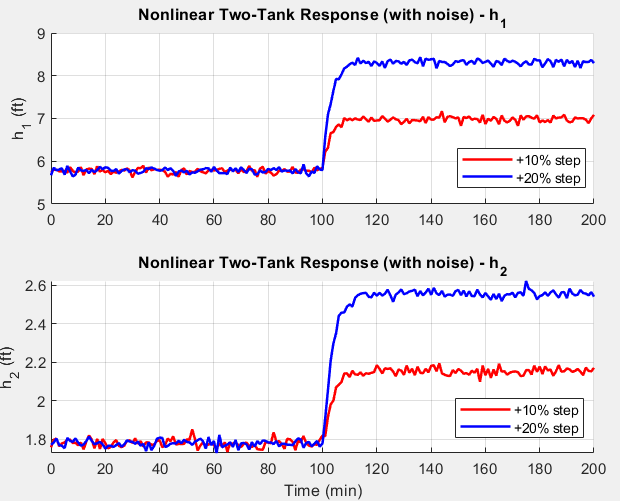 Nonlinear Two-Tank Response (with noise) - h1
9
8
7
6
5
h1 (ft)
+10% step
+20% step
0 20 40 60 80 100 120 140 160 180 200
Nonlinear Two-Tank Response (with noise) - h2
2.6
2.4
2.2
2
1.8
h2 (ft)
+10% step
+20% step
0 20 40 60 80 100 120 140 160 180 200
Time (min)